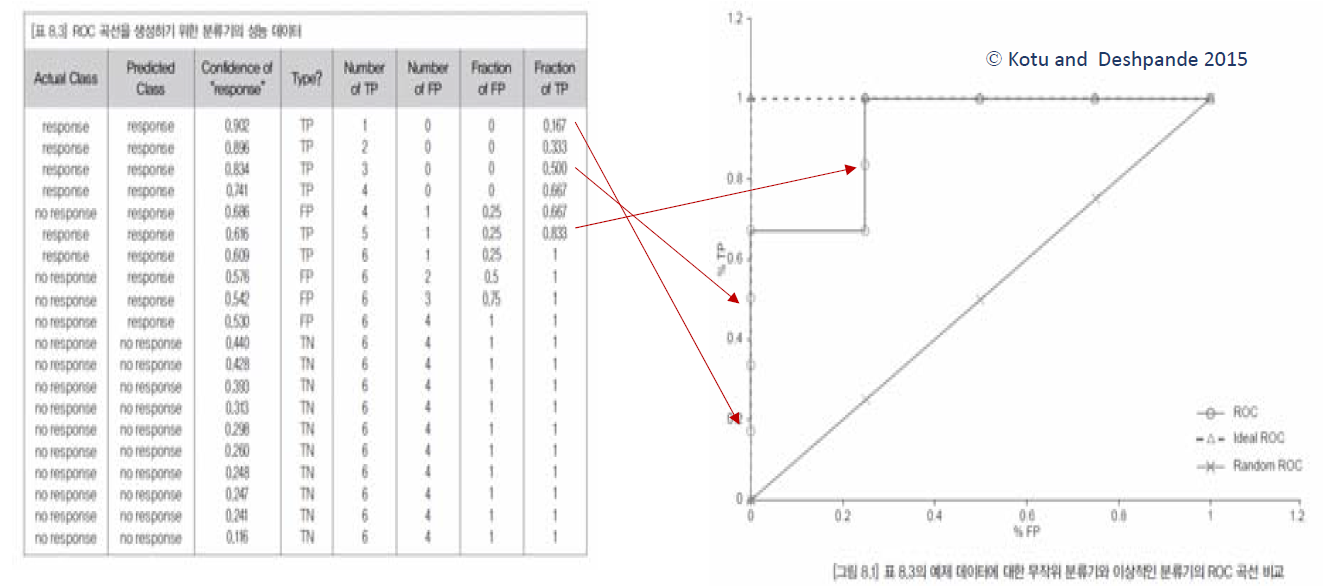 [표 8.3] ROC 곡선을 생성하기 위한 분류기의 성능 데이터
Actual Class Predicted Class Confidence of "response" Type? Number of TP Number of FP Fraction of FP Fraction of TP
response response 0.902 TP 1 0 0 0.167
response response 0.896 TP 2 0 0 0.333
response response 0.834 TP 3 0 0 0.500
response response 0.741 TP 4 0 0 0.667
no response response 0.686 FP 4 1 0.25 0.667
response response 0.616 TP 5 1 0.25 0.833
response response 0.609 TP 6 1 0.25 1
no response response 0.576 FP 6 2 0.5 1
no response response 0.542 FP 6 3 0.75 1
no response response 0.530 FP 6 4 1 1
no response no response 0.440 TN 6 4 1 1
no response no response 0.428 TN 6 4 1 1
no response no response 0.393 TN 6 4 1 1
no response no response 0.313 TN 6 4 1 1
no response no response 0.298 TN 6 4 1 1
no response no response 0.260 TN 6 4 1 1
no response no response 0.248 TN 6 4 1 1
no response no response 0.247 TN 6 4 1 1
no response no response 0.241 TN 6 4 1 1
no response no response 0.116 TN 6 4 1 1
© Kotu and Deshpande 2015
1.2
1
0.8
0.6
0.4
0.2
0
% TP
0 0.2 0.4 0.6 0.8 1 1.2
% FP
ROC
Ideal ROC
Random ROC
[그림 8.1] 표 8.3의 예제 데이터에 대한 무작위 분류기와 이상적인 분류기의 ROC 곡선 비교